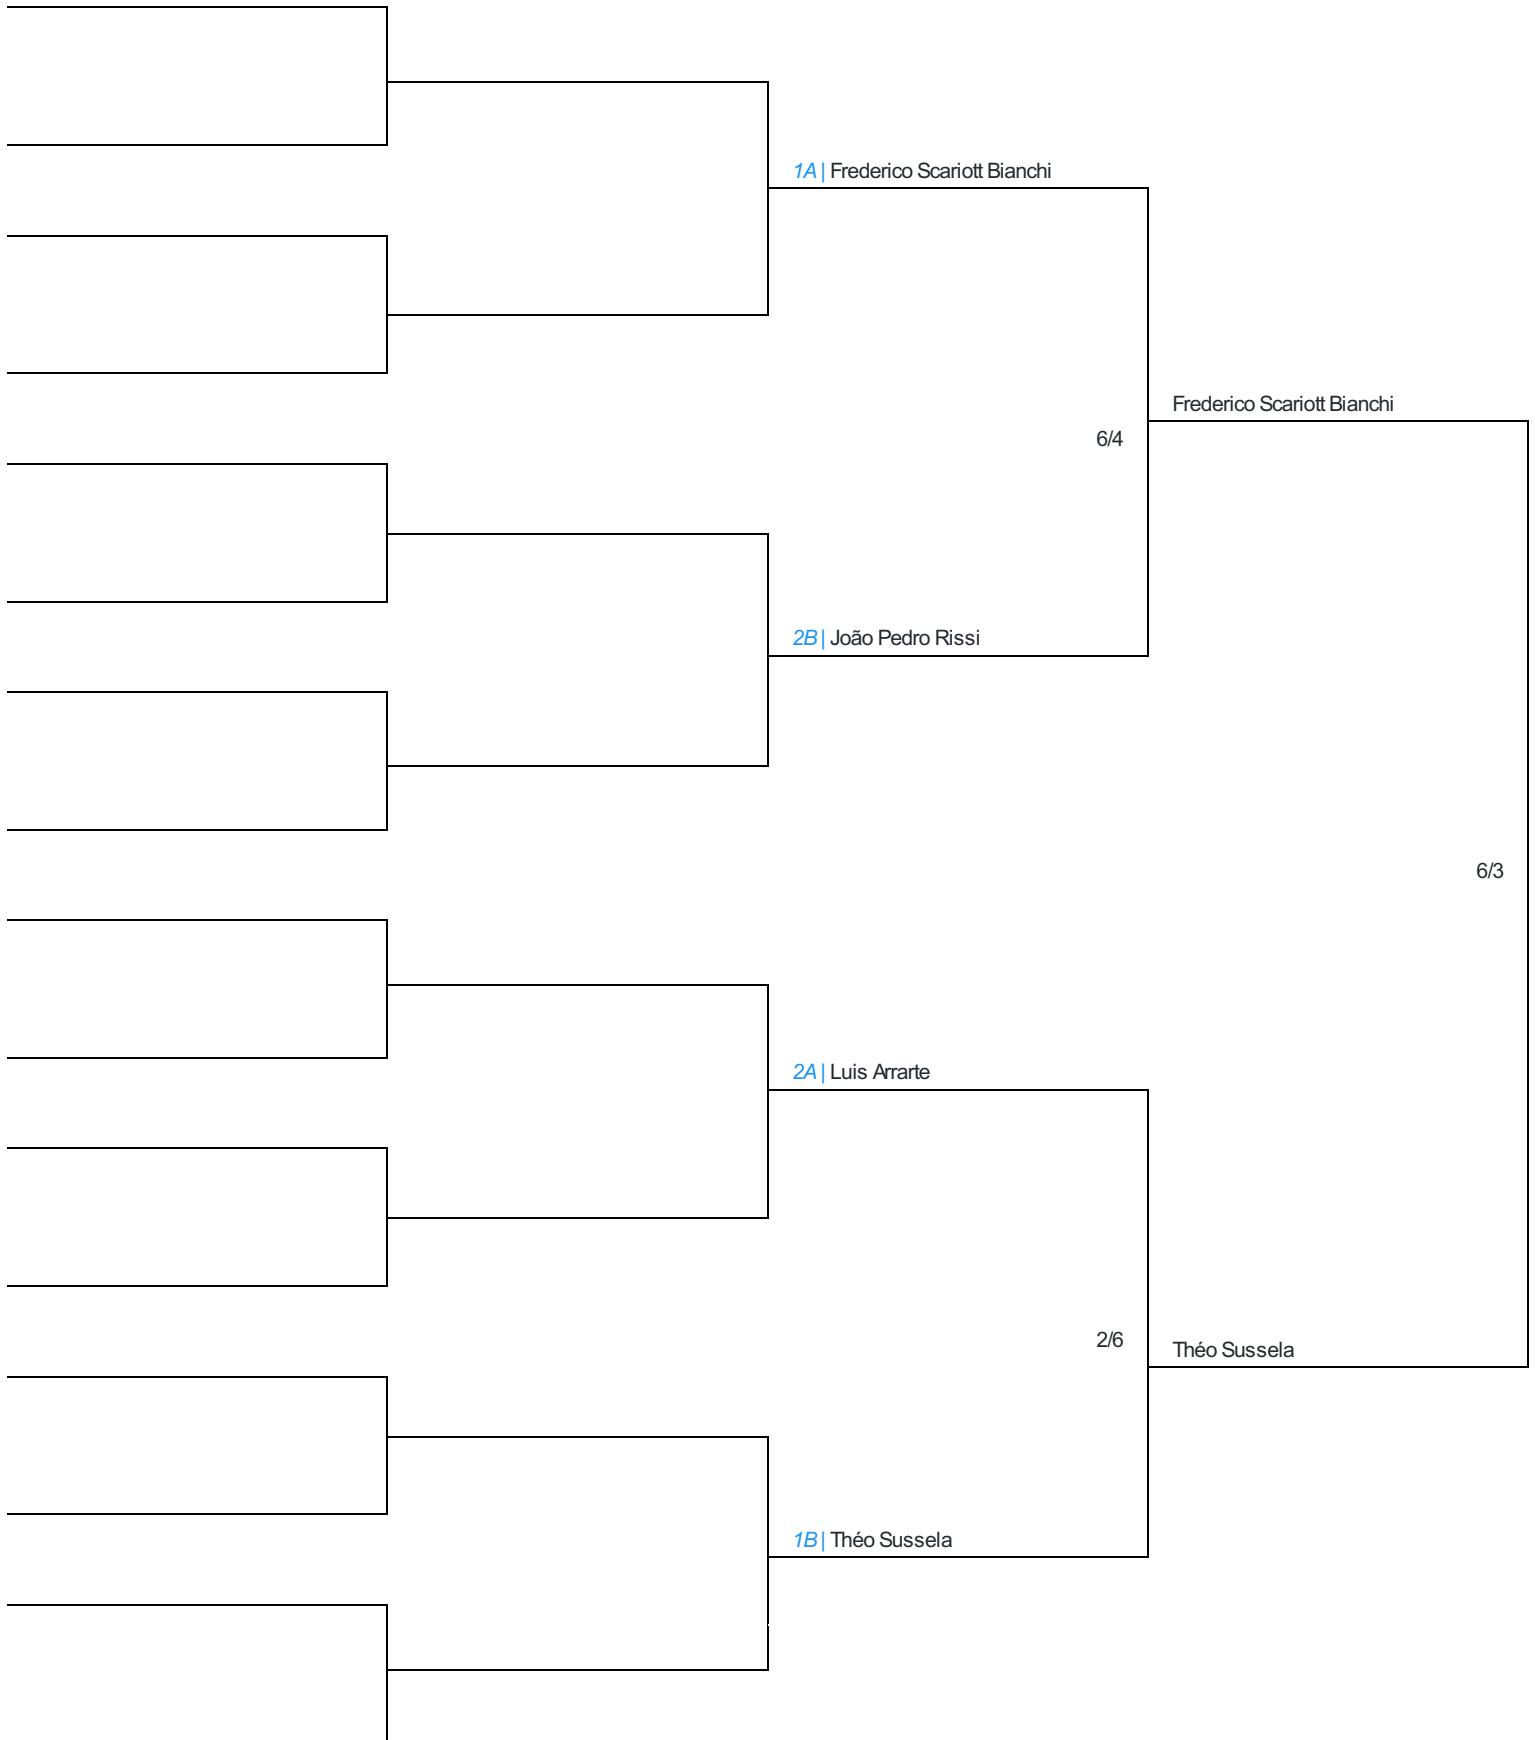 1A | Frederico Scariott Bianchi
Frederico Scariott Bianchi
6/4
2B | João Pedro Rissi
6/3
2A | Luis Arrarte
2/6
Théo Sussela
1B | Théo Sussela